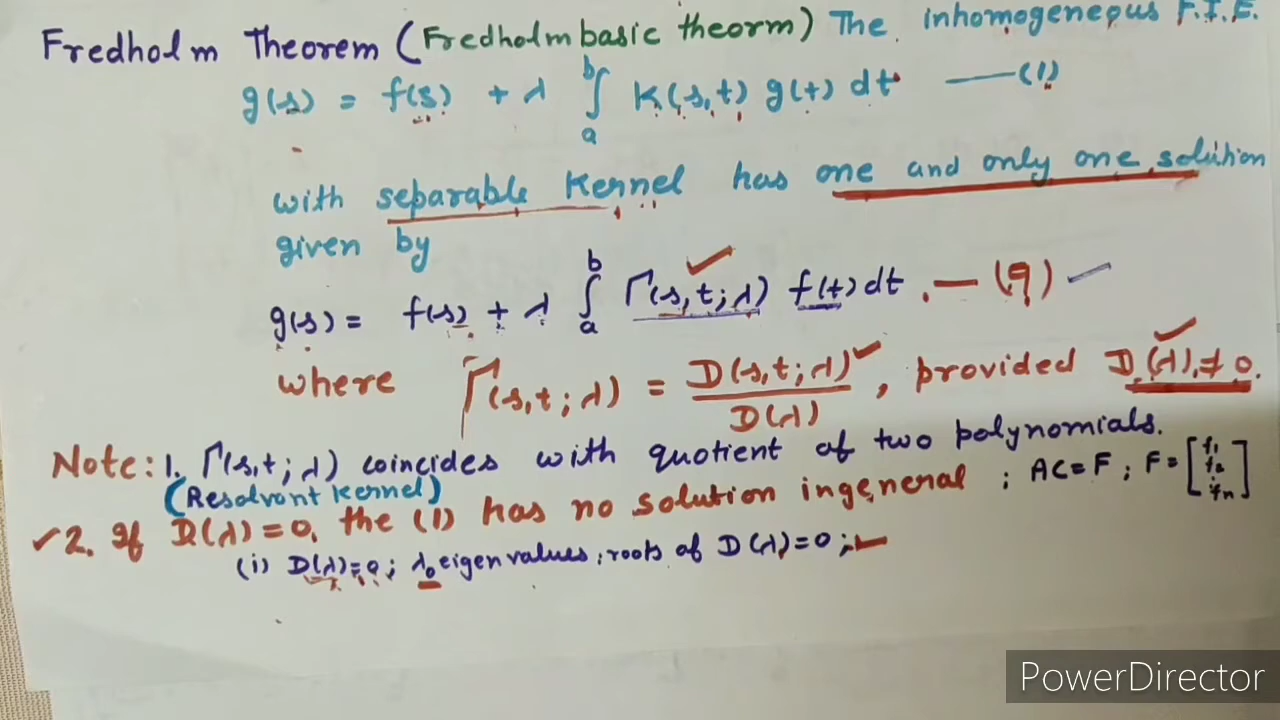 Fredholm Theorem (Fredholm basic theorm) The inhomogeneous F.I.E.
g(s) = f(s) + λ ∫_a^b K(s,t) g(t) dt —(1)
with separable Kernel has one and only one solution
given by
g(s) = f(s) + λ ∫_a^b Γ(s,t;λ) f(t) dt. — (9)
where Γ(s,t;λ) = D(s,t;λ)/D(λ), provided D(λ) ≠ 0.
Note: 1. Γ(s,t;λ) coincides with quotient of two polynomials.
(Resolvant Kernel)
✓2. If D(λ)=0, the (1) has no solution ingeneral ; AC=F ; F = [f1 f2 : fn]
(i) D(λ)=0; λ0 eigen values; roots of D(λ)=0;
PowerDirector